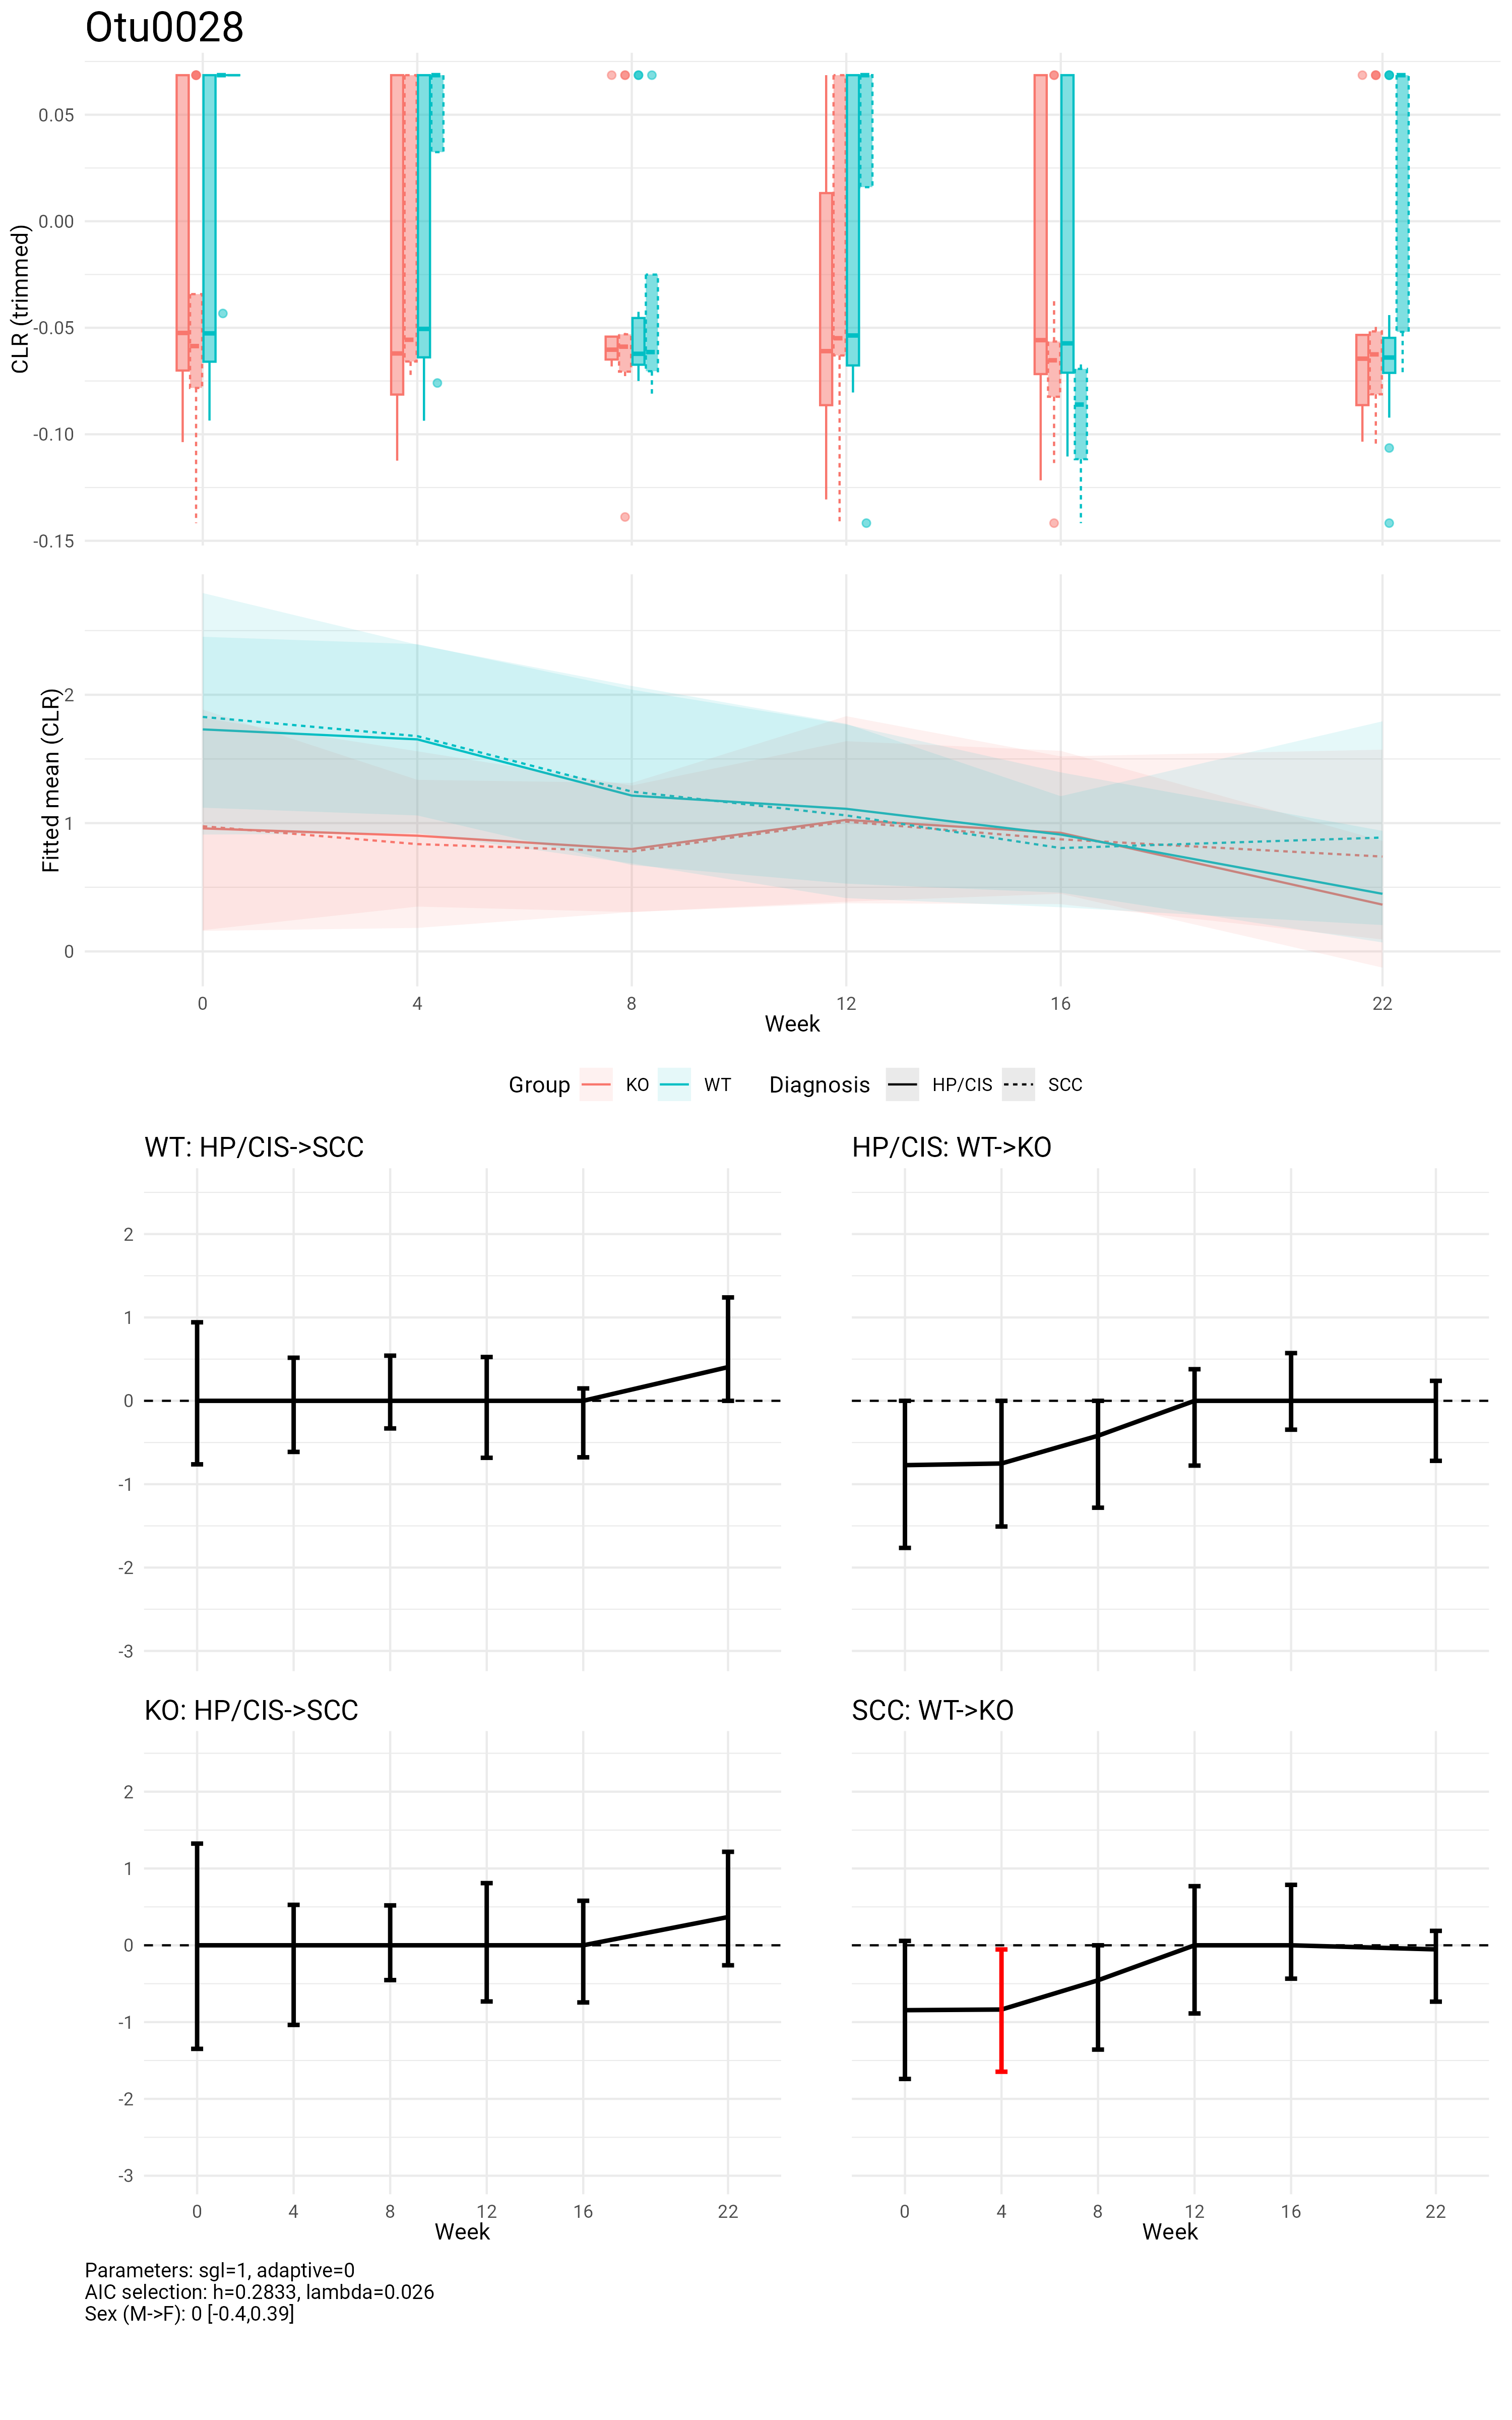 Otu0028
CLR (trimmed)
0.05
0.00
-0.05
-0.10
-0.15
Fitted mean (CLR)
2
1
0
0 4 8 12 16 22
Week
Group KO WT Diagnosis HP/CIS SCC
WT: HP/CIS->SCC
2
1
0
-1
-2
-3
HP/CIS: WT->KO
KO: HP/CIS->SCC
2
1
0
-1
-2
-3
0 4 8 12 16 22
Week
SCC: WT->KO
0 4 8 12 16 22
Week
Parameters: sgl=1, adaptive=0
AIC selection: h=0.2833, lambda=0.026
Sex (M->F): 0 [-0.4,0.39]